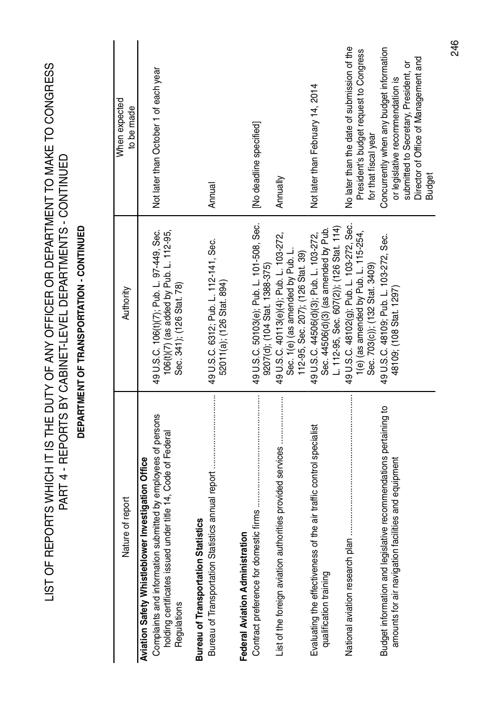 LIST OF REPORTS WHICH IT IS THE DUTY OF ANY OFFICER OR DEPARTMENT TO MAKE TO CONGRESS
PART 4 - REPORTS BY CABINET-LEVEL DEPARTMENTS - CONTINUED
DEPARTMENT OF TRANSPORTATION - CONTINUED
Nature of report
Authority
When expected
to be made
Aviation Safety Whistleblower Investigation Office
Complaints and information submitted by employees of persons
holding certificates issued under title 14, Code of Federal
Regulations
49 U.S.C. 106(t)(7); Pub. L. 97-449, Sec.
106(t)(7) (as added by Pub. L. 112-95,
Sec. 341); (126 Stat. 78)
Not later than October 1 of each year
Bureau of Transportation Statistics
Bureau of Transportation Statistics annual report
49 U.S.C. 6312; Pub. L. 112-141, Sec.
52011(a); (126 Stat. 894)
Annual
Federal Aviation Administration
Contract preference for domestic firms
49 U.S.C. 50103(e); Pub. L. 101-508, Sec.
9207(d); (104 Stat. 1388-375)
[No deadline specified]
List of the foreign aviation authorities provided services
49 U.S.C. 40113(e)(4); Pub. L. 103-272,
Sec. 1(e) (as amended by Pub. L.
112-95, Sec. 207); (126 Stat. 39)
Annually
Evaluating the effectiveness of the air traffic control specialist
qualification training
49 U.S.C. 44506(d)(3); Pub. L. 103-272,
Sec. 44506(d)(3) (as amended by Pub.
L. 112-95, Sec. 607(2)); (126 Stat. 114)
Not later than February 14, 2014
National aviation research plan
49 U.S.C. 48102(g); Pub. L. 103-272, Sec.
1(e) (as amended by Pub. L. 115-254,
Sec. 703(c)); (132 Stat. 3409)
No later than the date of submission of the
President's budget request to Congress
for that fiscal year
Budget information and legislative recommendations pertaining to
amounts for air navigation facilities and equipment
49 U.S.C. 48109; Pub. L. 103-272, Sec.
48109; (108 Stat. 1297)
Concurrently when any budget information
or legislative recommendation is
submitted to Secretary, President, or
Director of Office of Management and
Budget
246